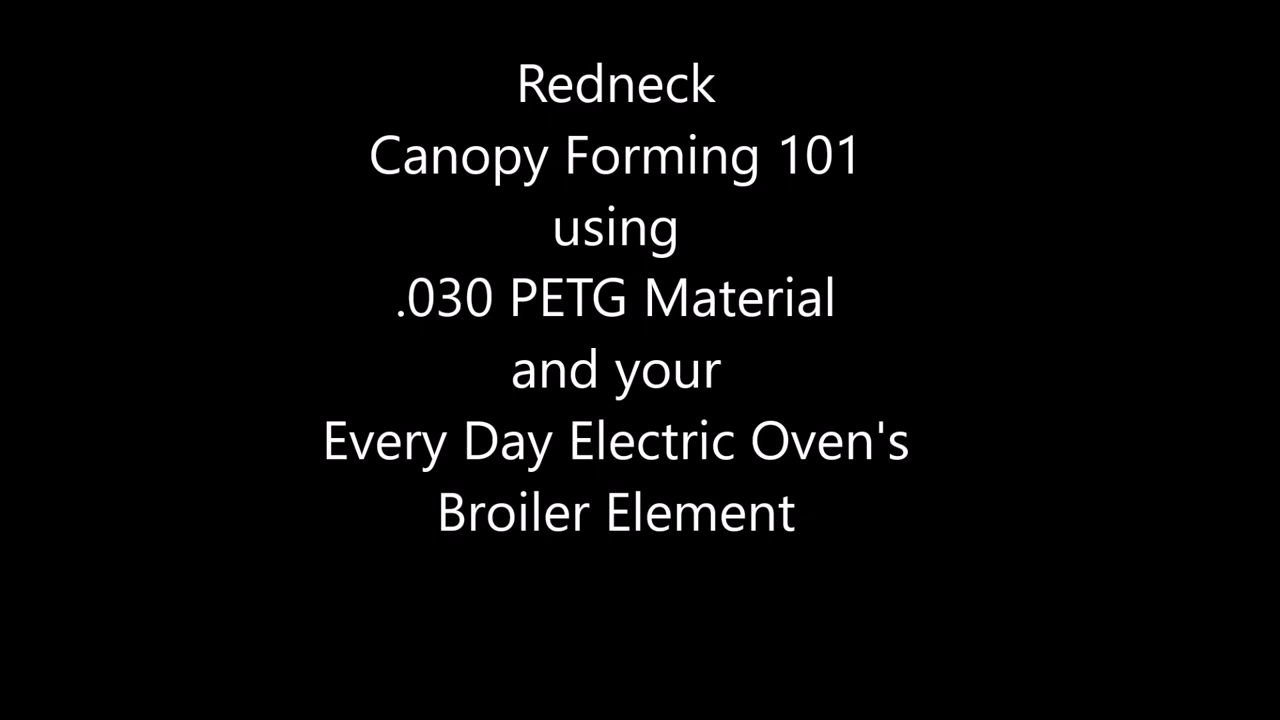 Redneck
Canopy Forming 101
using
.030 PETG Material
and your
Every Day Electric Oven's
Broiler Element